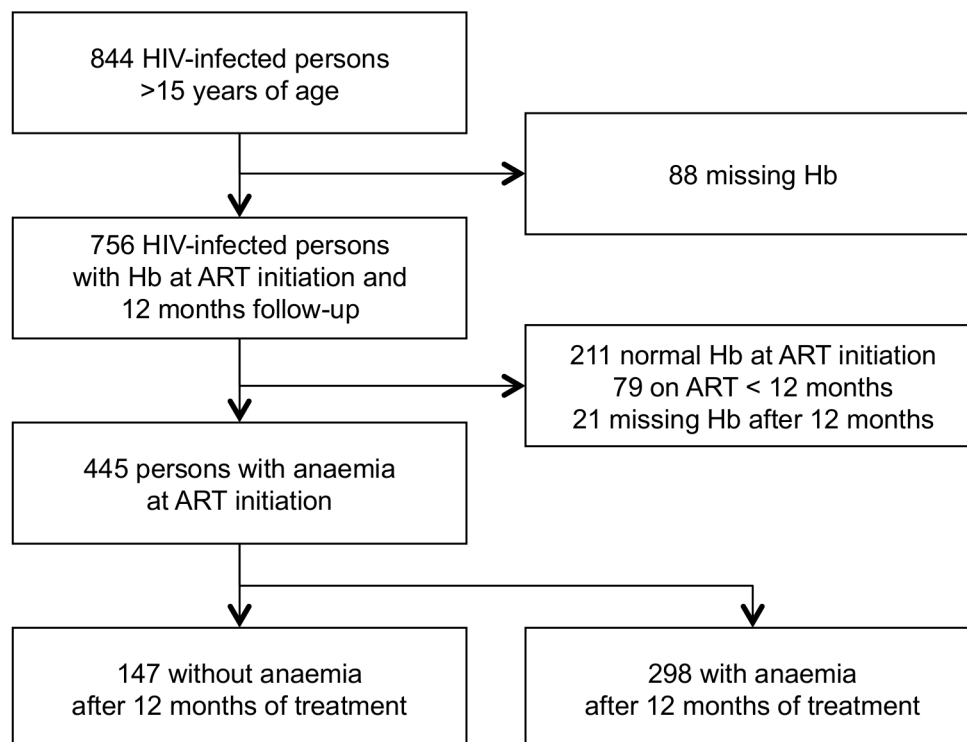 844 HIV-infected persons
>15 years of age
88 missing Hb
756 HIV-infected persons
with Hb at ART initiation and
12 months follow-up
211 normal Hb at ART initiation
79 on ART < 12 months
21 missing Hb after 12 months
445 persons with anaemia
at ART initiation
147 without anaemia
after 12 months of treatment
298 with anaemia
after 12 months of treatment